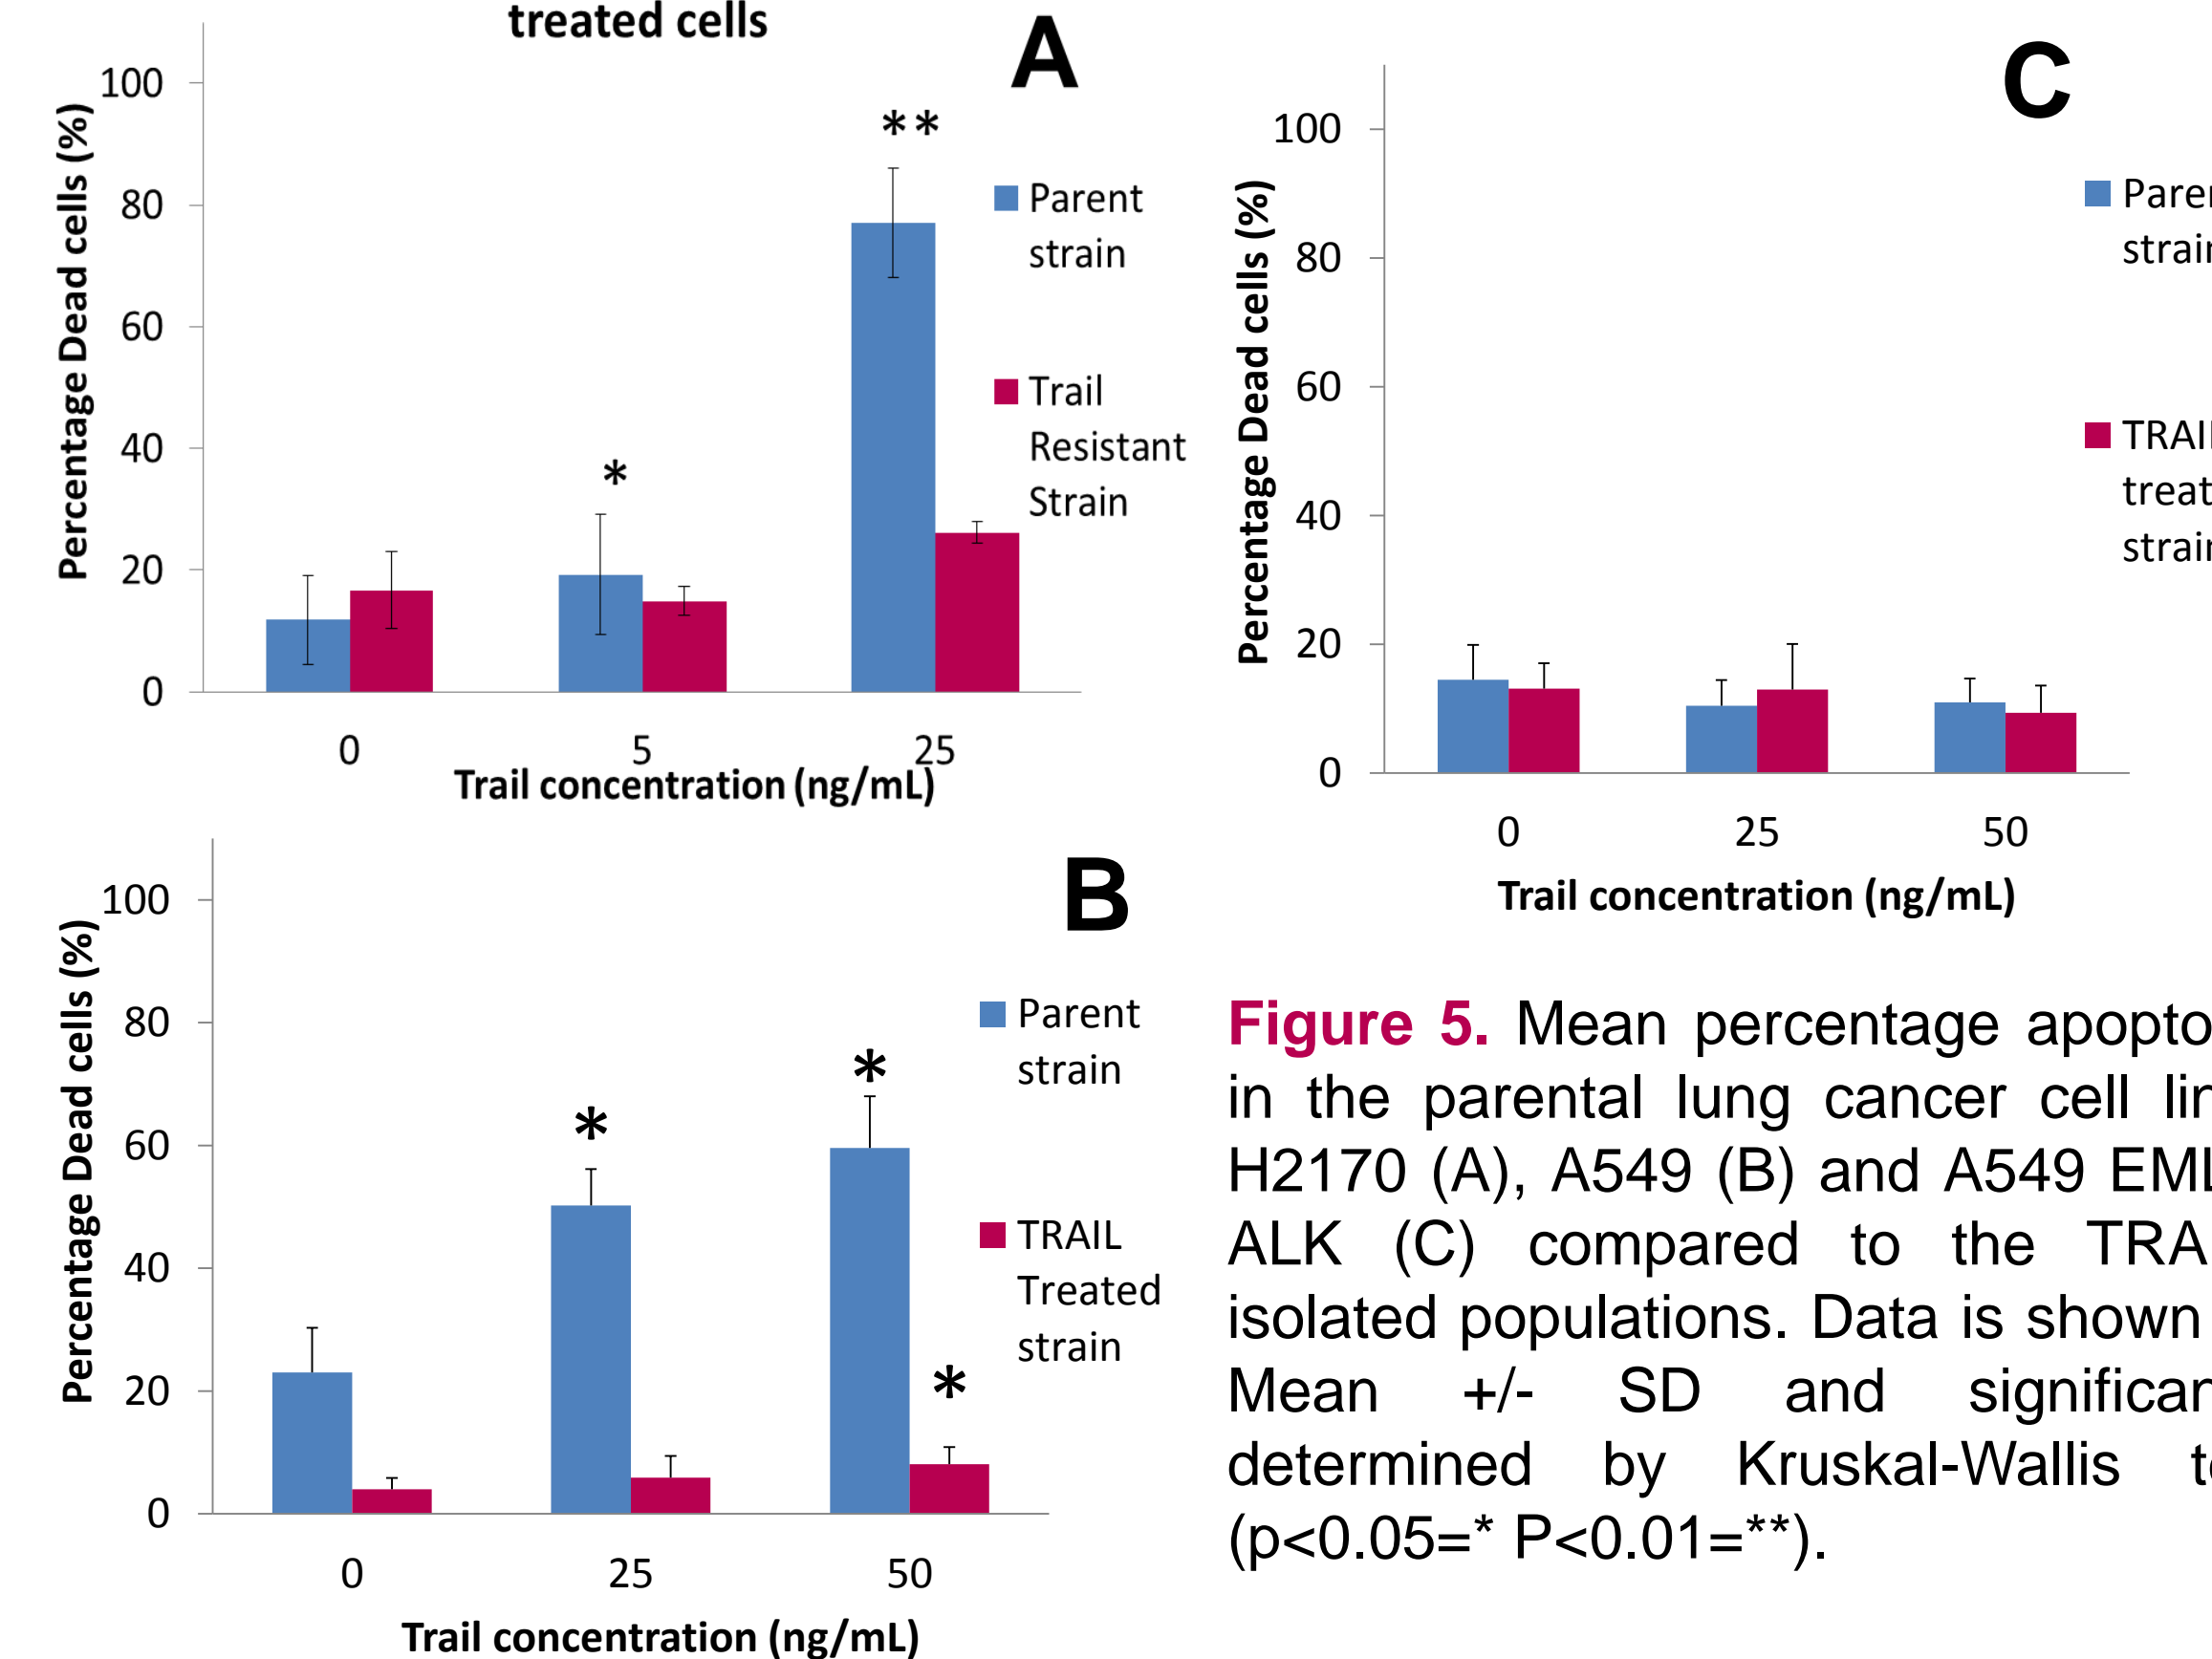 treated cells
A
Percentage Dead cells (%)
100
80
60
40
20
0
**
*
Parent
strain
Trail
Resistant
Strain
0 5 25
Trail concentration (ng/mL)
C
Percentage Dead cells (%)
100
80
60
40
20
0
0 25 50
Trail concentration (ng/mL)
B
Percentage Dead cells (%)
100
80
60
40
20
0
*
*
*
Parent
strain
TRAIL
Treated
strain
0 25 50
Trail concentration (ng/mL)
Figure 5. Mean percentage
in the parental lung cancer cell
H2170 (A), A549 (B) and A549
ALK (C) compared to the
isolated populations. Data is shown
Mean +/- SD and
determined by Kruskal-Wallis
(p<0.05=* P<0.01=**).